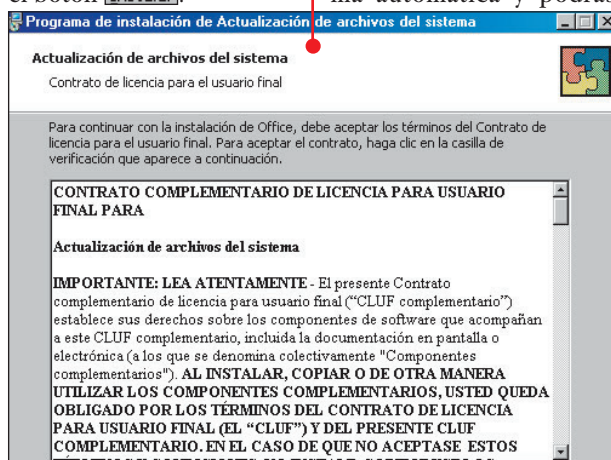 el botón
ma automática y podrás
Programa de instalación de Actualización de archivos del sistema
Actualización de archivos del sistema
Contrato de licencia para el usuario final
Para continuar con la instalación de Office, debe aceptar los términos del Contrato de
licencia para el usuario final. Para aceptar el contrato, haga clic en la casilla de
verificación que aparece a continuación.
CONTRATO COMPLEMENTARIO DE LICENCIA PARA USUARIO
FINAL PARA
Actualización de archivos del sistema
IMPORTANTE: LEA ATENTAMENTE - El presente Contrato
complementario de licencia para usuario final (“CLUF complementario”)
establece sus derechos sobre los componentes de software que acompañan
a este CLUF complementario, incluida la documentación en pantalla o
electrónica (a los que se denomina colectivamente "Componentes
complementarios"). AL INSTALAR, COPIAR O DE OTRA MANERA
UTILIZAR LOS COMPONENTES COMPLEMENTARIOS, USTED QUEDA
OBLIGADO POR LOS TÉRMINOS DEL CONTRATO DE LICENCIA
PARA USUARIO FINAL (EL “CLUF”) Y DEL PRESENTE CLUF
COMPLEMENTARIO. EN EL CASO DE QUE NO ACEPTASE ESTOS